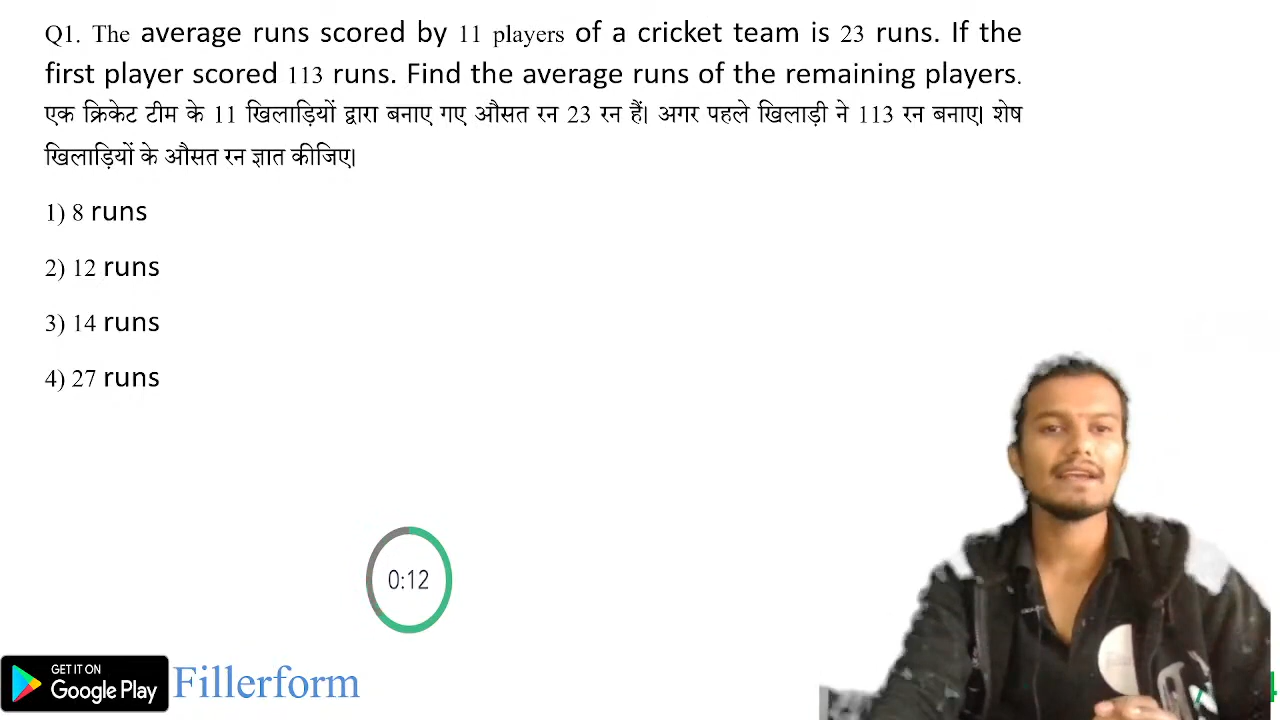 Q1. The average runs scored by 11 players of a cricket team is 23 runs. If the
first player scored 113 runs. Find the average runs of the remaining players.
एक क्रिकेट टीम के 11 खिलाड़ियों द्वारा बनाए गए औसत रन 23 रन हैं। अगर पहले खिलाड़ी ने 113 रन बनाए। शेष
खिलाड़ियों के औसत रन ज्ञात कीजिए।
1) 8 runs
2) 12 runs
3) 14 runs
4) 27 runs
0:12
GET IT ON
Google Play
Fillerform